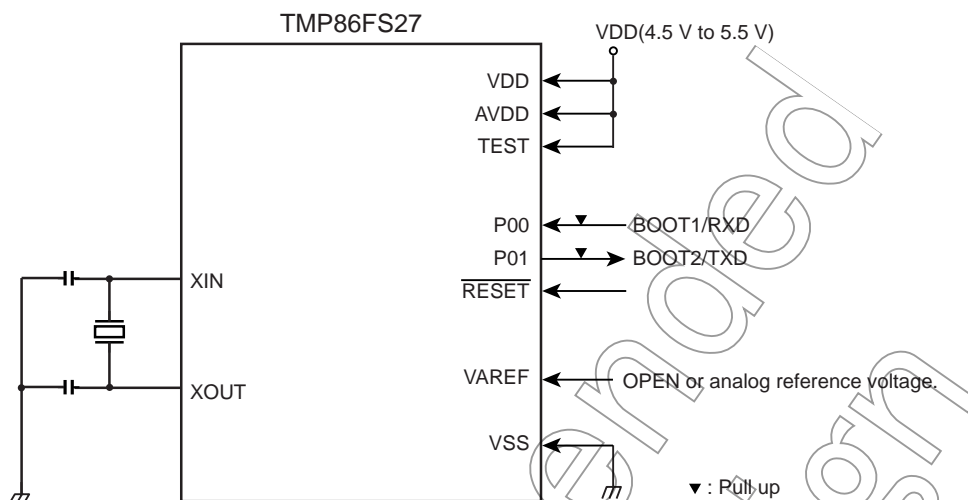 TMP86FS27
VDD(4.5 V to 5.5 V)
VDD
AVDD
TEST
P00
BOOT1/RXD
P01
BOOT2/TXD
RESET
XIN
XOUT
VAREF
OPEN or analog reference voltage.
VSS
▼ : Pull up